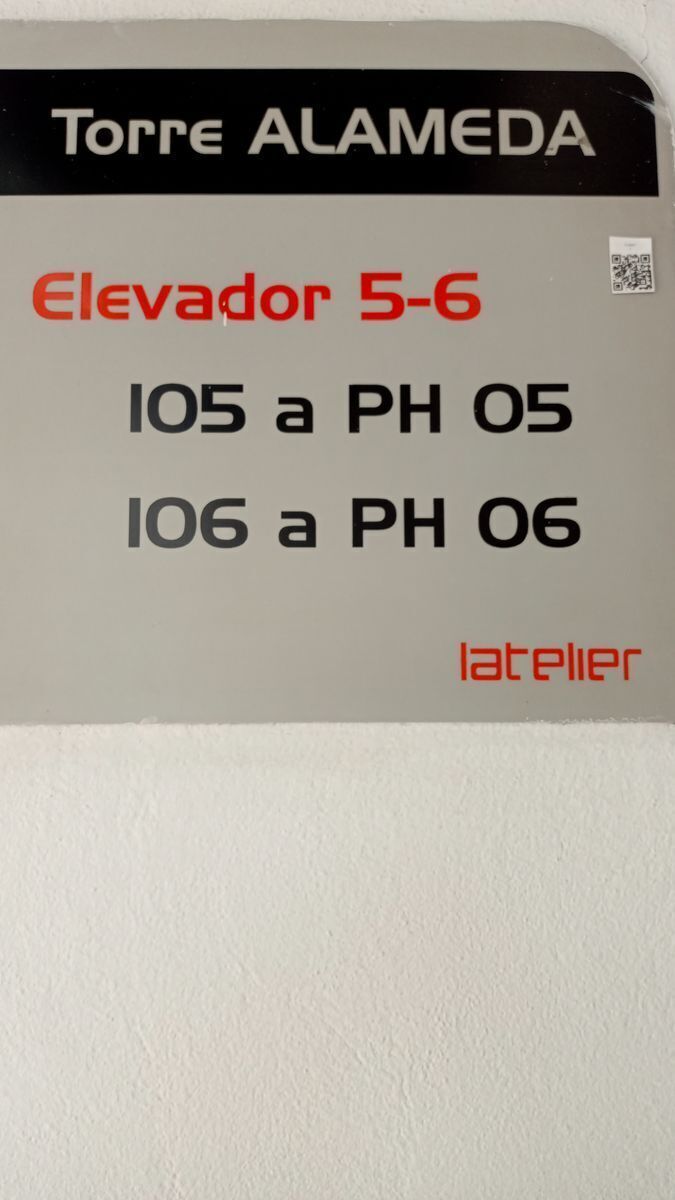 Torre ALAMEDA
Elevador 5-6
105 a PH 05
106 a PH 06
latelier